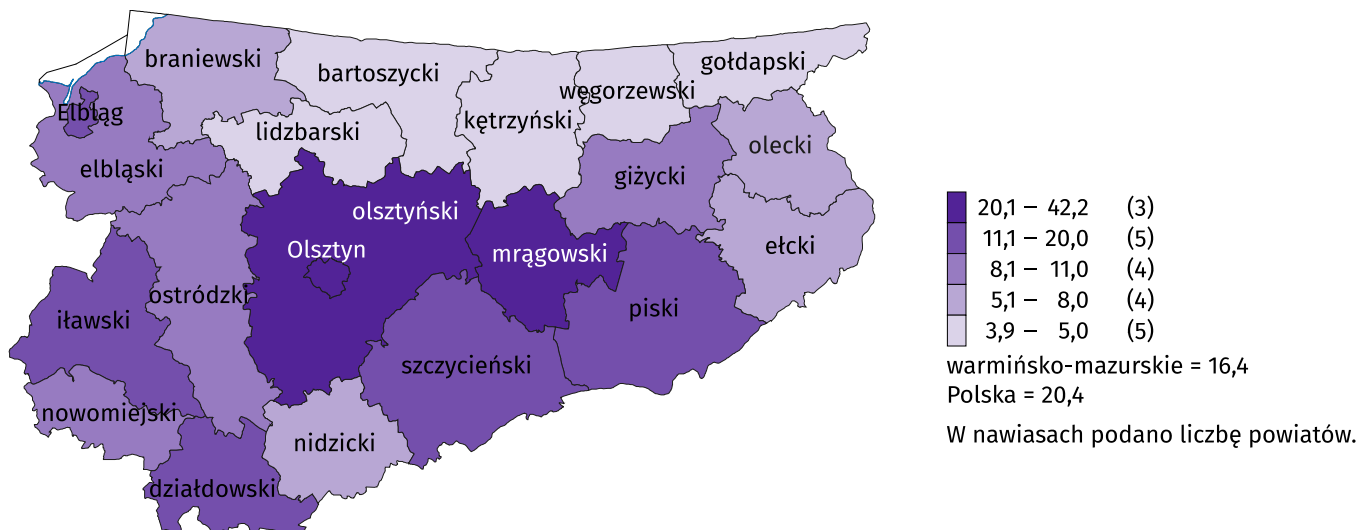 braniewski
bartoszycki
gołdapski
węgorzewski
Elbląg
lidzbarski
kętrzyński
olecki
elbląski
giżycki
olsztyński
Olsztyn
mrągowski
ełcki
ostródzki
iławski
piski
szczycieński
nowomiejski
nidzicki
działdowski
20,1 – 42,2 (3)
11,1 – 20,0 (5)
8,1 – 11,0 (4)
5,1 – 8,0 (4)
3,9 – 5,0 (5)
warmińsko-mazurskie = 16,4
Polska = 20,4
W nawiasach podano liczbę powiatów.